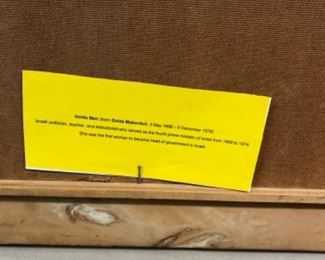 Golda Meir (born Golda Mabovitch; 3 May 1898 – 8 December 1978)
Israeli politician, teacher, and kibbutznikit who served as the fourth prime minister of Israel from 1969 to 1974
She was the first woman to become head of government in Israel